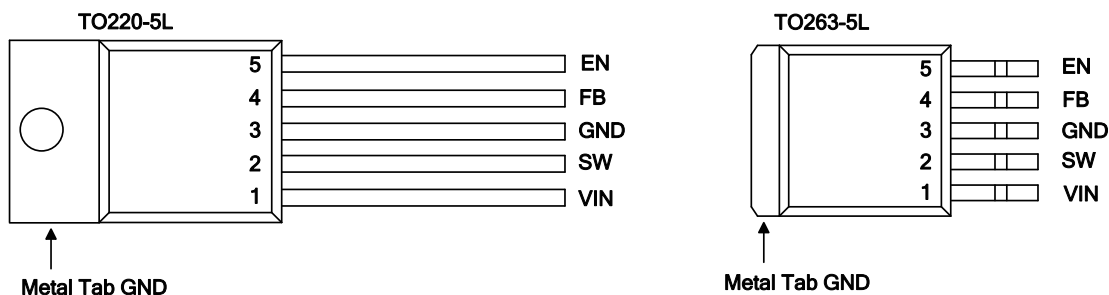 TO220-5L
5 EN
4 FB
3 GND
2 SW
1 VIN
Metal Tab GND
TO263-5L
5 EN
4 FB
3 GND
2 SW
1 VIN
Metal Tab GND